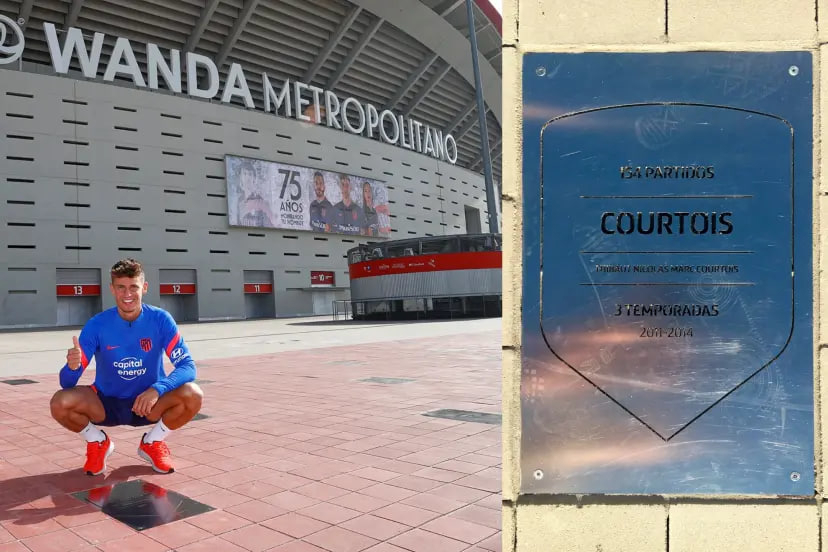 WANDA METROPOLITANO
75
AÑOS
13
12
11
10
capital
energy
154 PARTIDOS
COURTOIS
THIBAUT NICOLAS MARC COURTOIS
3 TEMPORADAS
2011-2014